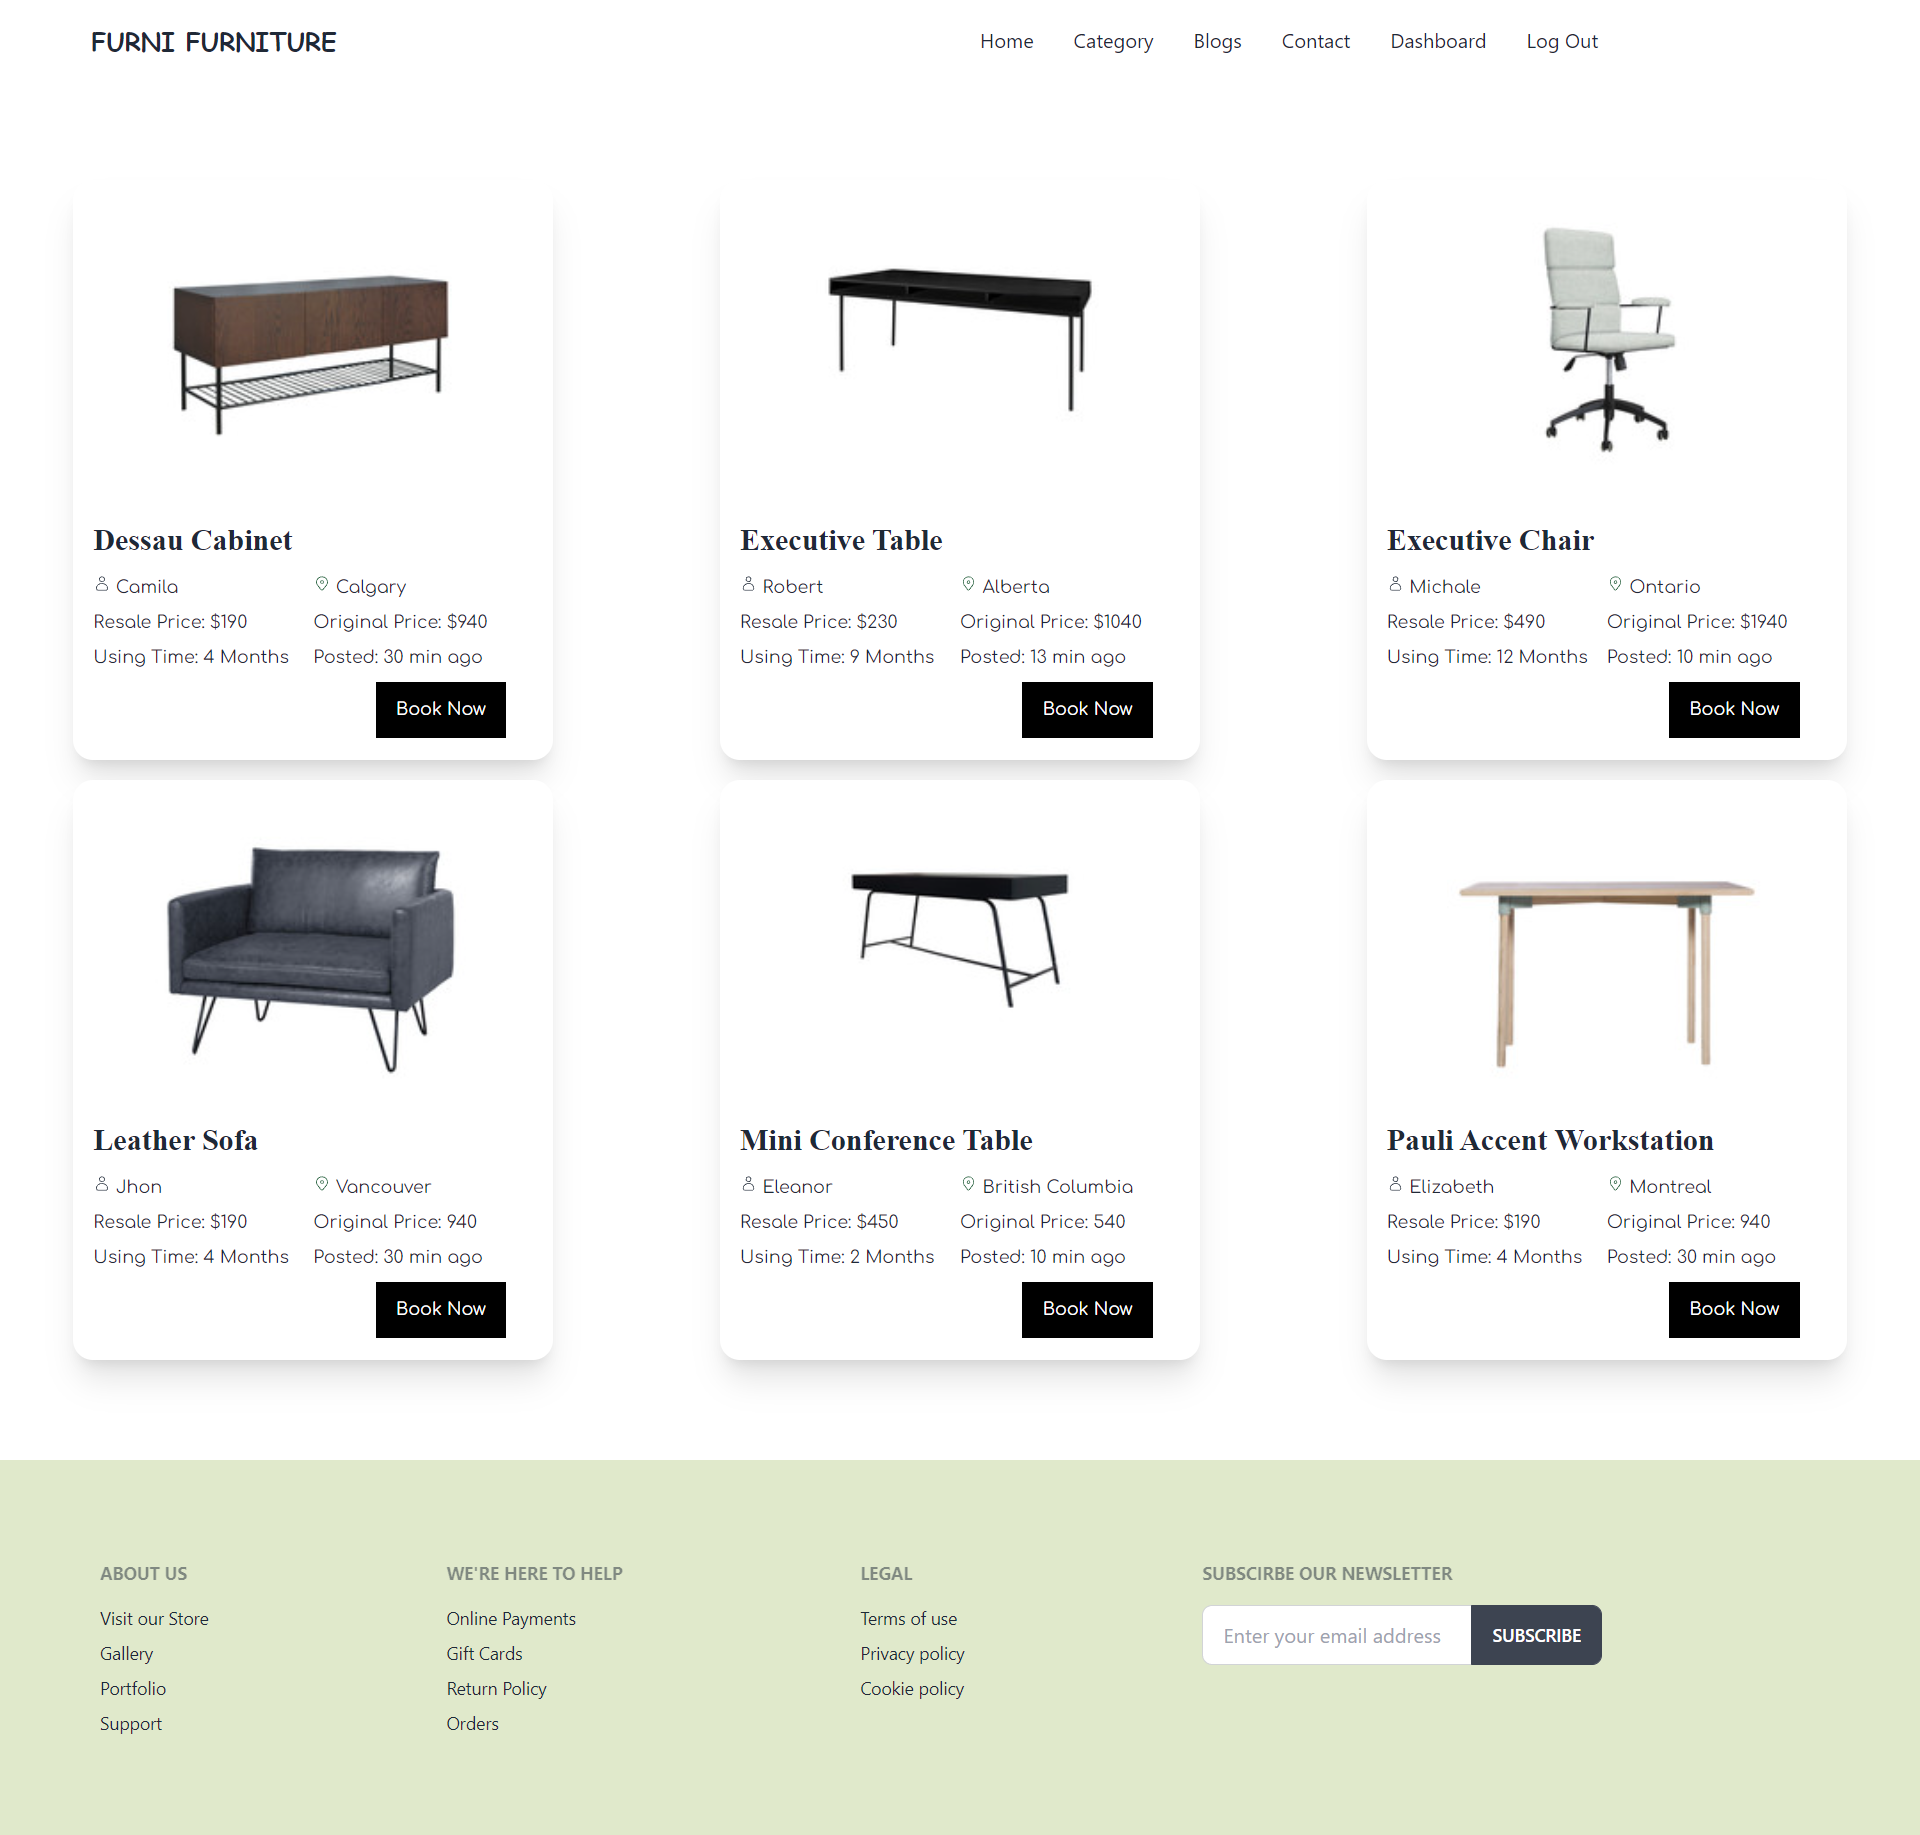 FURNI FURNITURE
Home Category Blogs Contact Dashboard Log Out
Dessau Cabinet
Camila Calgary
Resale Price: $190 Original Price: $940
Using Time: 4 Months Posted: 30 min ago
Book Now
Executive Table
Robert Alberta
Resale Price: $230 Original Price: $1040
Using Time: 9 Months Posted: 13 min ago
Book Now
Executive Chair
Michale Ontario
Resale Price: $490 Original Price: $1940
Using Time: 12 Months Posted: 10 min ago
Book Now
Leather Sofa
Jhon Vancouver
Resale Price: $190 Original Price: 940
Using Time: 4 Months Posted: 30 min ago
Book Now
Mini Conference Table
Eleanor British Columbia
Resale Price: $450 Original Price: 540
Using Time: 2 Months Posted: 10 min ago
Book Now
Pauli Accent Workstation
Elizabeth Montreal
Resale Price: $190 Original Price: 940
Using Time: 4 Months Posted: 30 min ago
Book Now
ABOUT US
Visit our Store
Gallery
Portfolio
Support
WE'RE HERE TO HELP
Online Payments
Gift Cards
Return Policy
Orders
LEGAL
Terms of use
Privacy policy
Cookie policy
SUBSCIRBE OUR NEWSLETTER
Enter your email address SUBSCRIBE